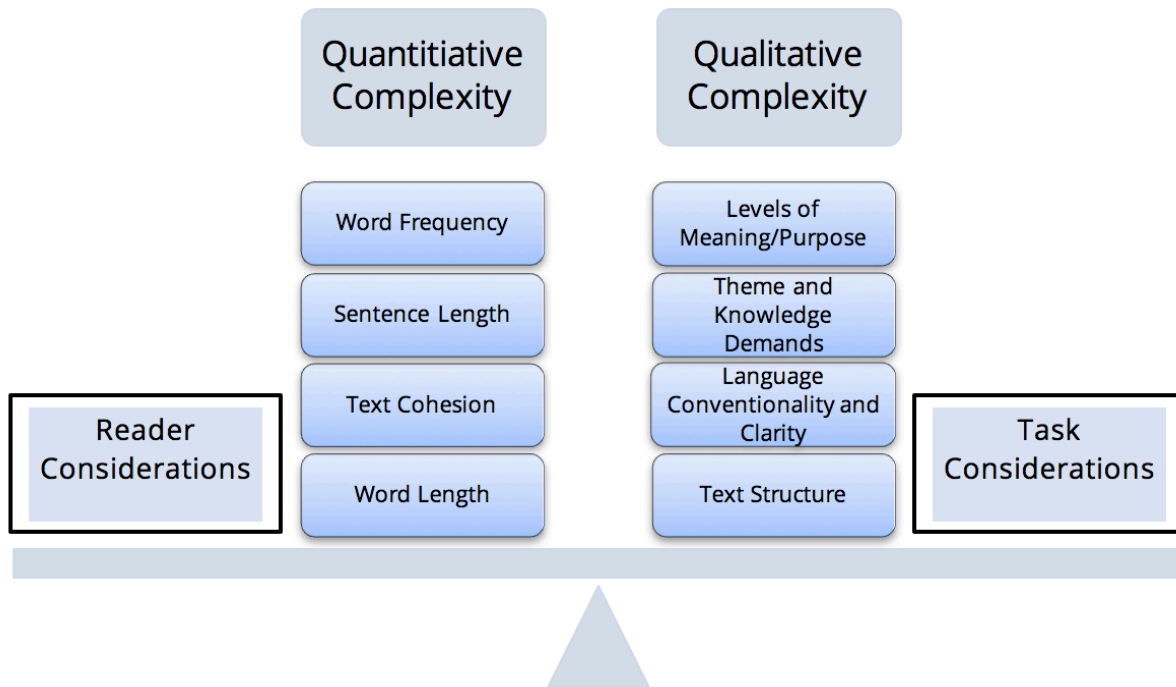 Quantitiative
Complexity
Qualitative
Complexity
Word Frequency
Levels of
Meaning/Purpose
Sentence Length
Theme and
Knowledge
Demands
Text Cohesion
Language
Conventionality and
Clarity
Reader
Considerations
Task
Considerations
Word Length
Text Structure